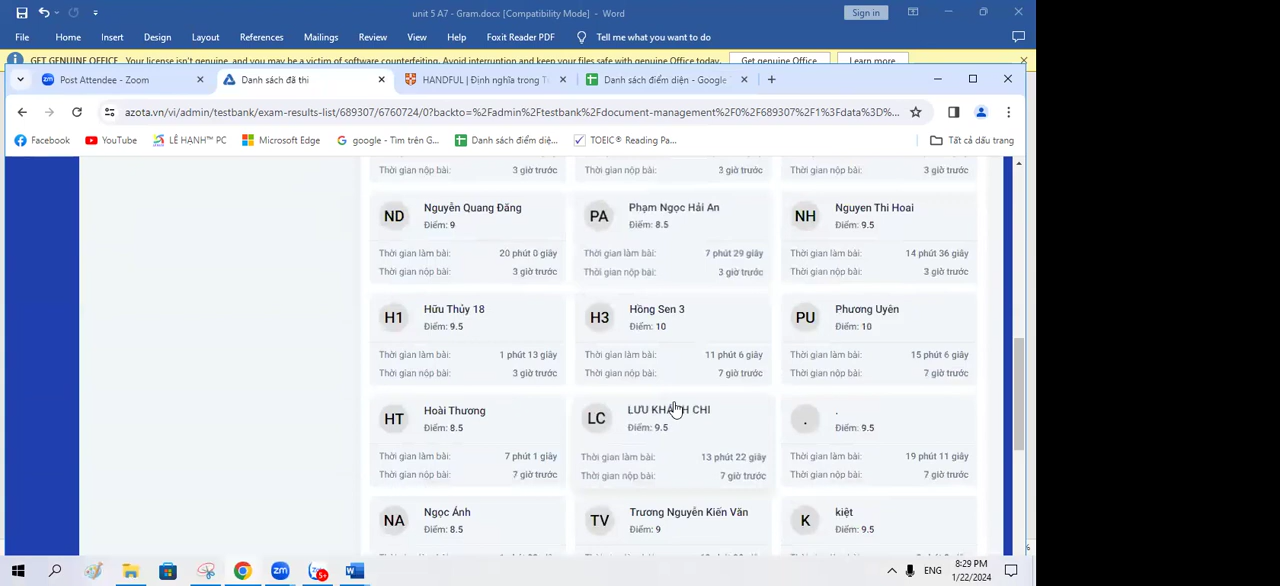 unit 5 A7 - Gram.docx [Compatibility Mode] - Word
Sign in
File Home Insert Design Layout References Mailings Review View Help Foxit Reader PDF Tell me what you want to do
GET GENUINE OFFICE Your license isn't genuine, and you may be a victim of software counterfeiting. Avoid interruption and keep your files safe with genuine Office today. Get genuine Office Learn more
zm Post Attendee - Zoom Danh sách đã thi HANDFUL | Định nghĩa trong T Danh sách điểm diện - Google
azota.vn/vi/admin/testbank/exam-results-list/689307/6760724/0?backto=%2Fadmin%2Ftestbank%2Fdocument-management%2F0%2F689307%2F1%3Fdata%3D%...
Facebook YouTube LÊ HẠNH™ PC Microsoft Edge google - Tìm trên G... Danh sách điểm diệ... TOEIC® Reading Pa... Tất cả dấu trang
Thời gian nộp bài: 3 giờ trước Thời gian nộp bài: 3 giờ trước Thời gian nộp bài: 3 giờ trước
ND Nguyễn Quang Đăng PA Phạm Ngọc Hải An NH Nguyen Thi Hoai
Điểm: 9 Điểm: 8.5 Điểm: 9.5
Thời gian làm bài: 20 phút 0 giây Thời gian làm bài: 7 phút 29 giây Thời gian làm bài: 14 phút 36 giây
Thời gian nộp bài: 3 giờ trước Thời gian nộp bài: 3 giờ trước Thời gian nộp bài: 3 giờ trước
H1 Hữu Thủy 18 H3 Hồng Sen 3 PU Phương Uyên
Điểm: 9.5 Điểm: 10 Điểm: 10
Thời gian làm bài: 1 phút 13 giây Thời gian làm bài: 11 phút 6 giây Thời gian làm bài: 15 phút 6 giây
Thời gian nộp bài: 3 giờ trước Thời gian nộp bài: 7 giờ trước Thời gian nộp bài: 7 giờ trước
HT Hoài Thương LC LƯU KHÁNH CHI . .
Điểm: 8.5 Điểm: 9.5 Điểm: 9.5
Thời gian làm bài: 7 phút 1 giây Thời gian làm bài: 13 phút 22 giây Thời gian làm bài: 19 phút 11 giây
Thời gian nộp bài: 7 giờ trước Thời gian nộp bài: 7 giờ trước Thời gian nộp bài: 7 giờ trước
NA Ngọc Ánh TV Trương Nguyễn Kiến Văn K kiệt
Điểm: 8.5 Điểm: 9 Điểm: 9.5
zm 5+ ENG 8:29 PM
1/22/2024